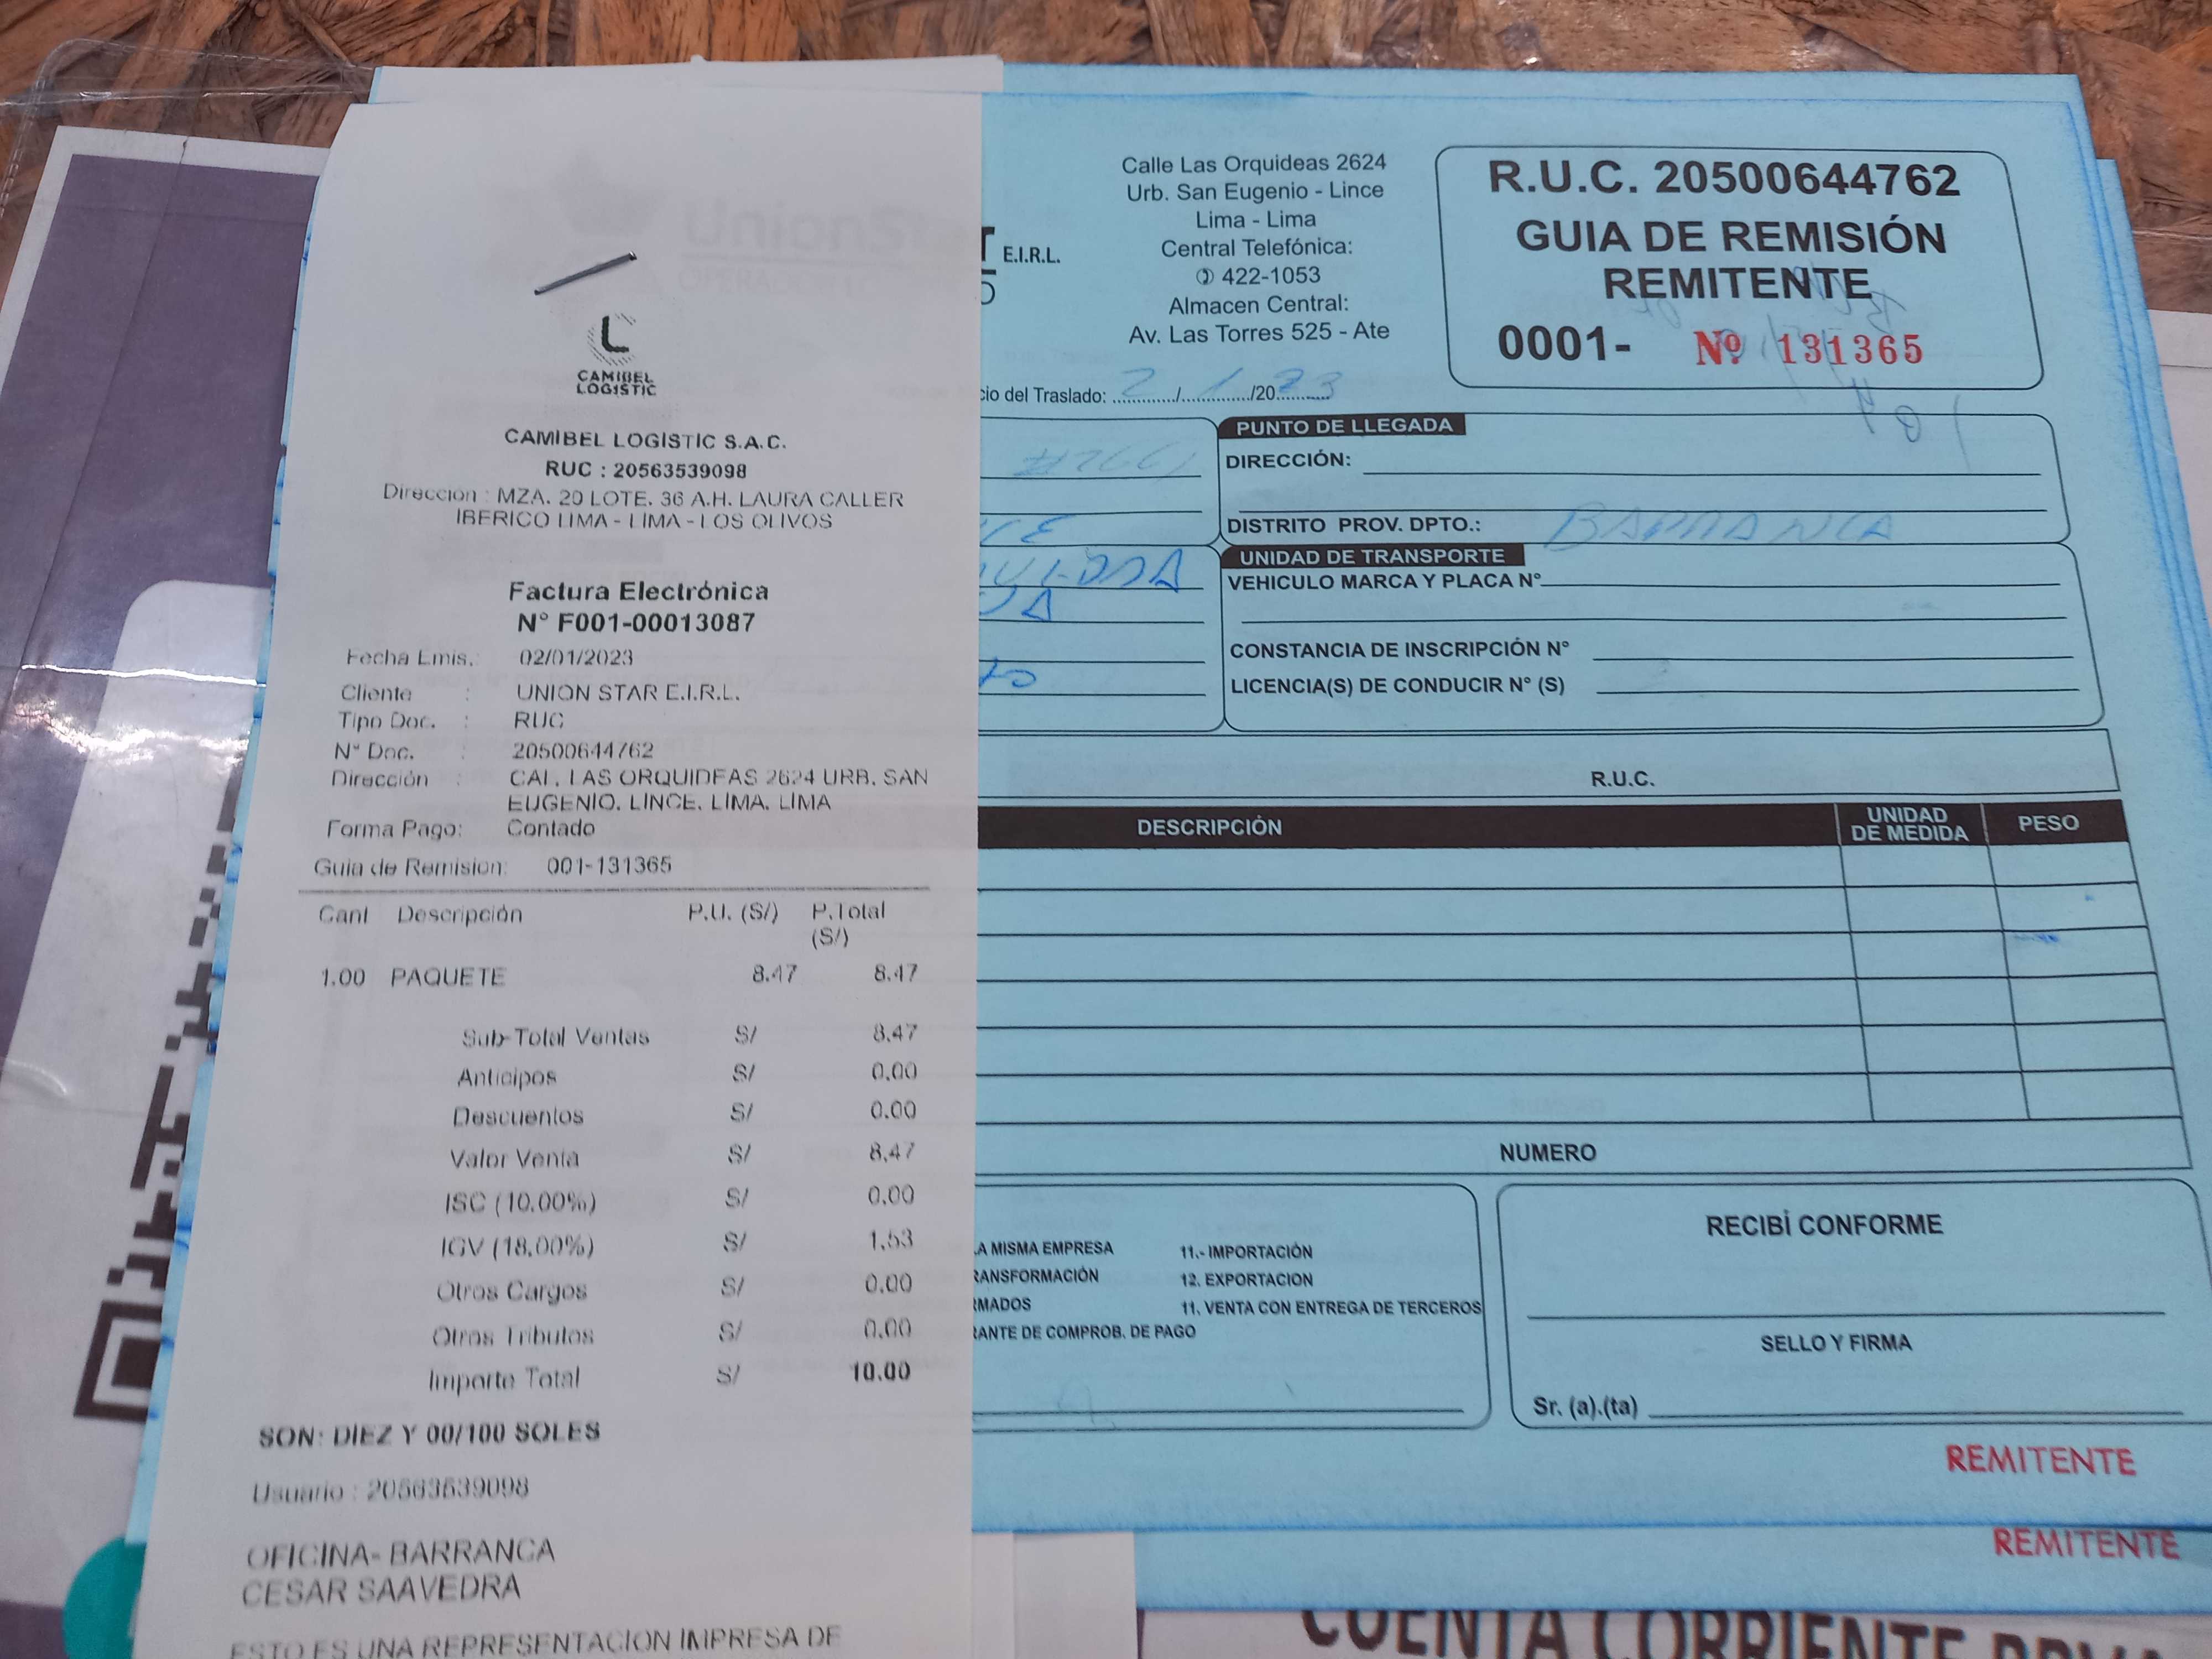 UnionSt
OPERADOR LO
CAMIBEL
LOGISTIC
CAMIBEL LOGISTIC S.A.C.
RUC : 20563539098
Dirección : MZA. 20 LOTE. 36 A.H. LAURA CALLER
IBERICO LIMA - LIMA - LOS OLIVOS
Factura Electrónica
N° F001-00013087
Fecha Emis.: 02/01/2023
Cliente : UNION STAR E.I.R.L.
Tipo Doc. : RUC
N° Doc. : 20500644762
Dirección : CAL. LAS ORQUIDEAS 2624 URB. SAN
EUGENIO. LINCE. LIMA. LIMA
Forma Pago: Contado
Guia de Remision: 001-131365
Cant Descripción P.U. (S/) P.Total
(S/)
1.00 PAQUETE 8.47 8.47
Sub-Total Ventas S/ 8.47
Anticipos S/ 0.00
Descuentos S/ 0.00
Valor Venta S/ 8.47
ISC (10.00%) S/ 0.00
IGV (18.00%) S/ 1.53
Otros Cargos S/ 0.00
Otros Tributos S/ 0.00
Importe Total S/ 10.00
SON: DIEZ Y 00/100 SOLES
Usuario : 20563539098
OFICINA- BARRANCA
CESAR SAAVEDRA
ESTO ES UNA REPRESENTACION IMPRESA DE
E.I.R.L.
Calle Las Orquideas 2624
Urb. San Eugenio - Lince
Lima - Lima
Central Telefónica:
422-1053
Almacen Central:
Av. Las Torres 525 - Ate
R.U.C. 20500644762
GUIA DE REMISIÓN
REMITENTE
0001- Nº 131365
cio del Traslado: 2/1/2023
PUNTO DE LLEGADA
DIRECCIÓN:
DISTRITO PROV. DPTO.: BARRANCA
UNIDAD DE TRANSPORTE
VEHICULO MARCA Y PLACA N°
CONSTANCIA DE INSCRIPCIÓN N°
LICENCIA(S) DE CONDUCIR N° (S)
R.U.C.
DESCRIPCIÓN UNIDAD DE MEDIDA PESO
NUMERO
A MISMA EMPRESA 11.- IMPORTACIÓN
RANSFORMACIÓN 12. EXPORTACION
RMADOS 11. VENTA CON ENTREGA DE TERCEROS
RANTE DE COMPROB. DE PAGO
RECIBÍ CONFORME
SELLO Y FIRMA
Sr. (a).(ta)
REMITENTE
REMITENTE
CUENTA CORRIENTE BBVA